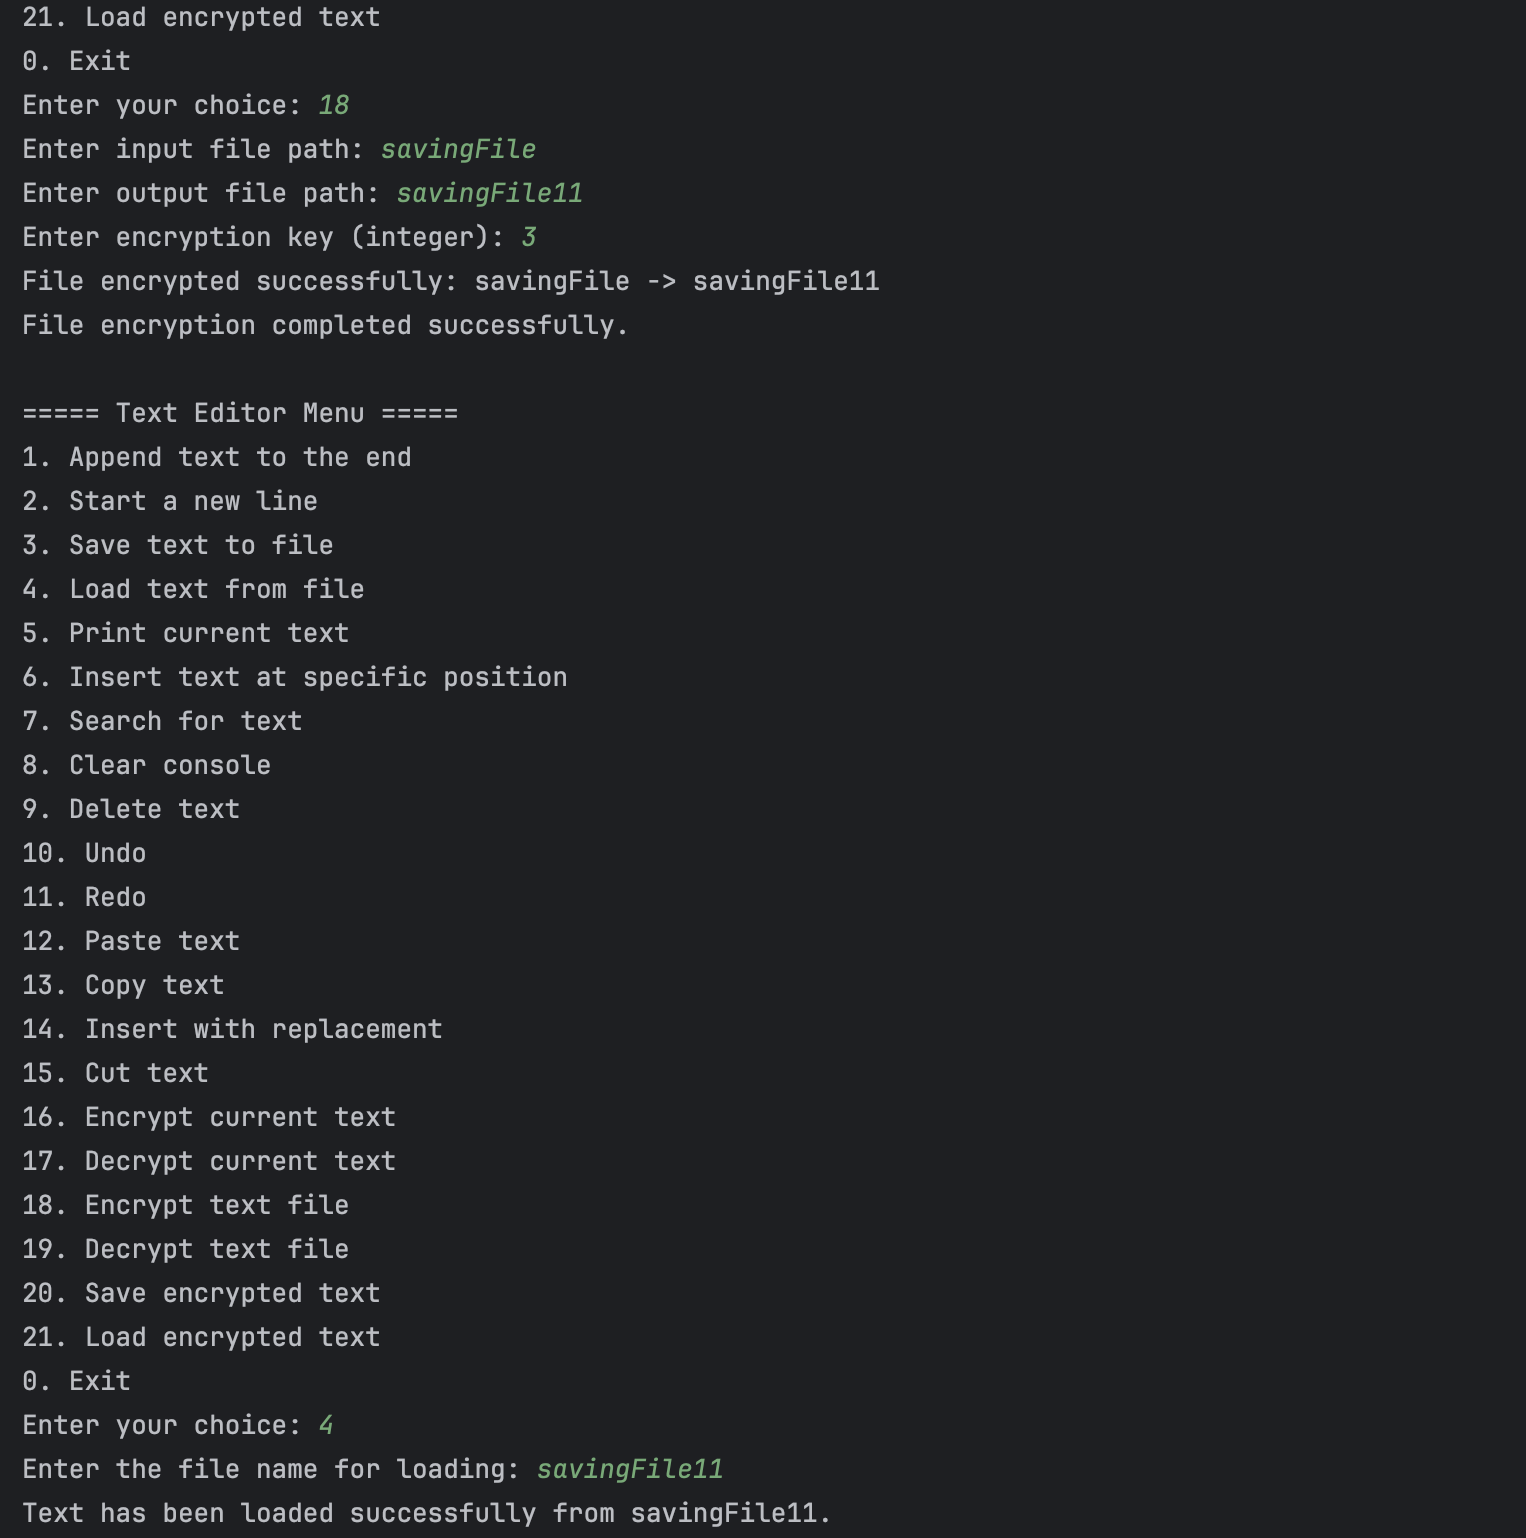 21. Load encrypted text
0. Exit
Enter your choice: 18
Enter input file path: savingFile
Enter output file path: savingFile11
Enter encryption key (integer): 3
File encrypted successfully: savingFile -> savingFile11
File encryption completed successfully.
===== Text Editor Menu =====
1. Append text to the end
2. Start a new line
3. Save text to file
4. Load text from file
5. Print current text
6. Insert text at specific position
7. Search for text
8. Clear console
9. Delete text
10. Undo
11. Redo
12. Paste text
13. Copy text
14. Insert with replacement
15. Cut text
16. Encrypt current text
17. Decrypt current text
18. Encrypt text file
19. Decrypt text file
20. Save encrypted text
21. Load encrypted text
0. Exit
Enter your choice: 4
Enter the file name for loading: savingFile11
Text has been loaded successfully from savingFile11.